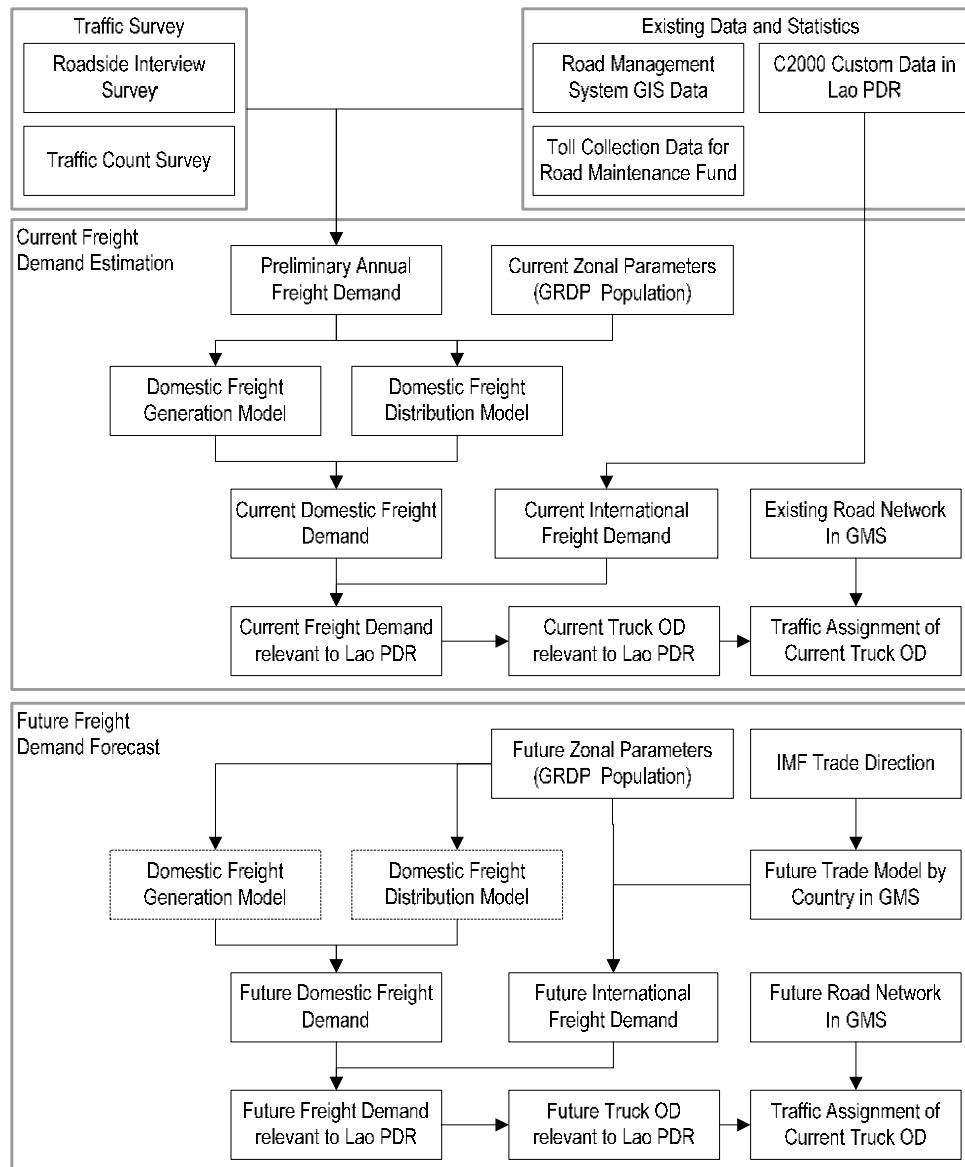 Traffic Survey
Roadside Interview
Survey
Traffic Count Survey
Existing Data and Statistics
Road Management
System GIS Data
C2000 Custom Data in
Lao PDR
Toll Collection Data for
Road Maintenance Fund
Current Freight
Demand Estimation
Preliminary Annual
Freight Demand
Current Zonal Parameters
(GRDP Population)
Domestic Freight
Generation Model
Domestic Freight
Distribution Model
Current Domestic Freight
Demand
Current International
Freight Demand
Existing Road Network
In GMS
Current Freight Demand
relevant to Lao PDR
Current Truck OD
relevant to Lao PDR
Traffic Assignment of
Current Truck OD
Future Freight
Demand Forecast
Future Zonal Parameters
(GRDP Population)
IMF Trade Direction
Domestic Freight
Generation Model
Domestic Freight
Distribution Model
Future Trade Model by
Country in GMS
Future Domestic Freight
Demand
Future International
Freight Demand
Future Road Network
In GMS
Future Freight Demand
relevant to Lao PDR
Future Truck OD
relevant to Lao PDR
Traffic Assignment of
Current Truck OD